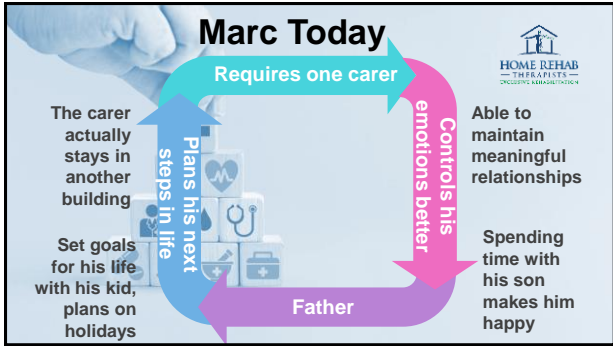 Marc Today
HOME REHAB
THERAPISTS
EXCLUSIVE REHABILITATION
Requires one carer
The carer
actually
stays in
another
building
Plans his next
steps in life
Controls his
emotions better
Able to
maintain
meaningful
relationships
Set goals
for his life
with his kid,
plans on
holidays
Father
Spending
time with
his son
makes him
happy